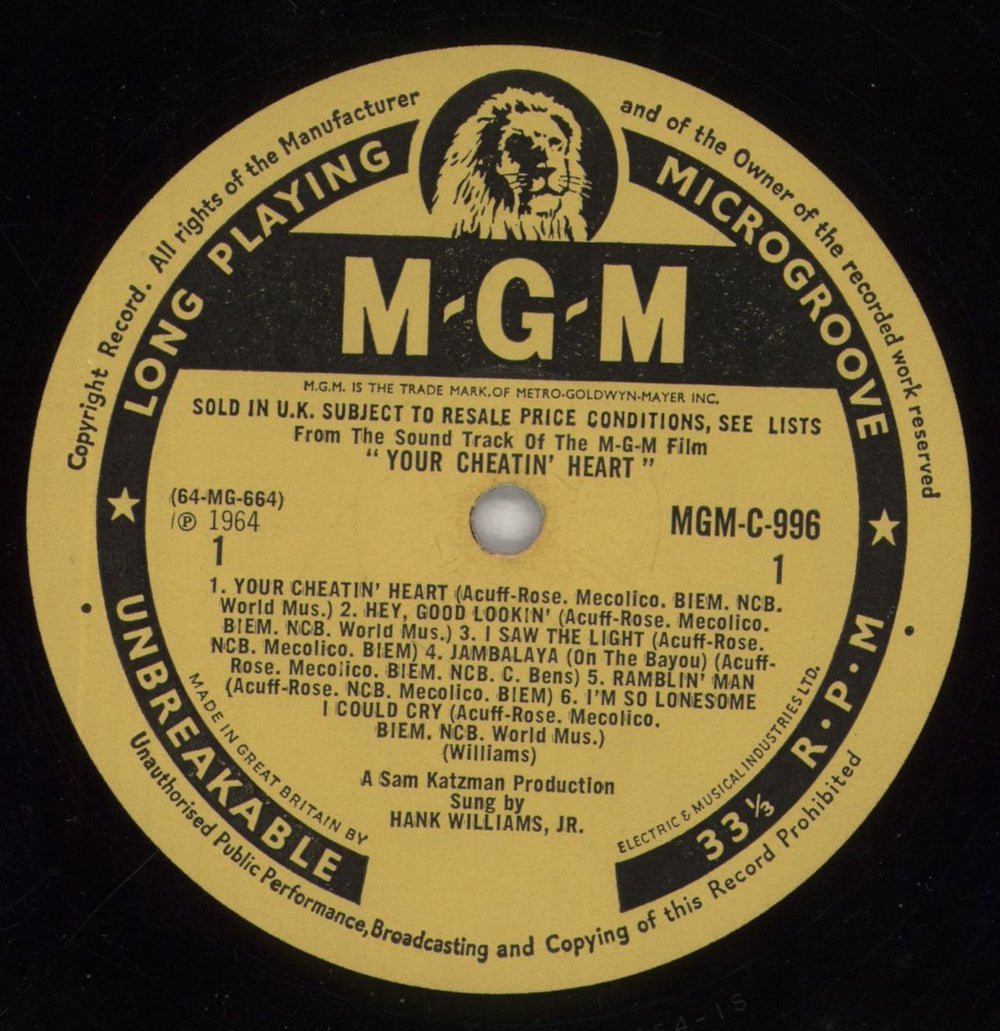 Copyright Record. All rights of the Manufacturer and of the Owner of the recorded work reserved
LONG PLAYING MICROGROOVE
M-G-M
M.G.M. IS THE TRADE MARK.OF METRO-GOLDWYN-MAYER INC,
SOLD IN U.K. SUBJECT TO RESALE PRICE CONDITIONS, SEE LISTS
From The Sound Track Of The M-G-M Film
"YOUR CHEATIN' HEART"
(64-MG-664)
℗ 1964
MGM-C-996
1
1
1. YOUR CHEATIN' HEART (Acuff-Rose. Mecolico. BIEM. NCB.
World Mus.) 2. HEY, GOOD LOOKIN' (Acuff-Rose. Mecolico.
BIEM. NCB. World Mus.) 3. I SAW THE LIGHT (Acuff-Rose.
NCB. Mecolico. BIEM) 4. JAMBALAYA (On The Bayou) (Acuff-
Rose. Mecolico. BIEM. NCB. C. Bens) 5. RAMBLIN' MAN
(Acuff-Rose. NCB. Mecolico. BIEM) 6. I'M SO LONESOME
I COULD CRY (Acuff-Rose. Mecolico.
BIEM. NCB. World Mus.)
(Williams)
A Sam Katzman Production
Sung by
HANK WILLIAMS, JR.
MADE IN GREAT BRITAIN BY ELECTRIC & MUSICAL INDUSTRIES LTD.
UNBREAKABLE 33⅓ R·P·M
Unauthorised Public Performance, Broadcasting and Copying of this Record Prohibited